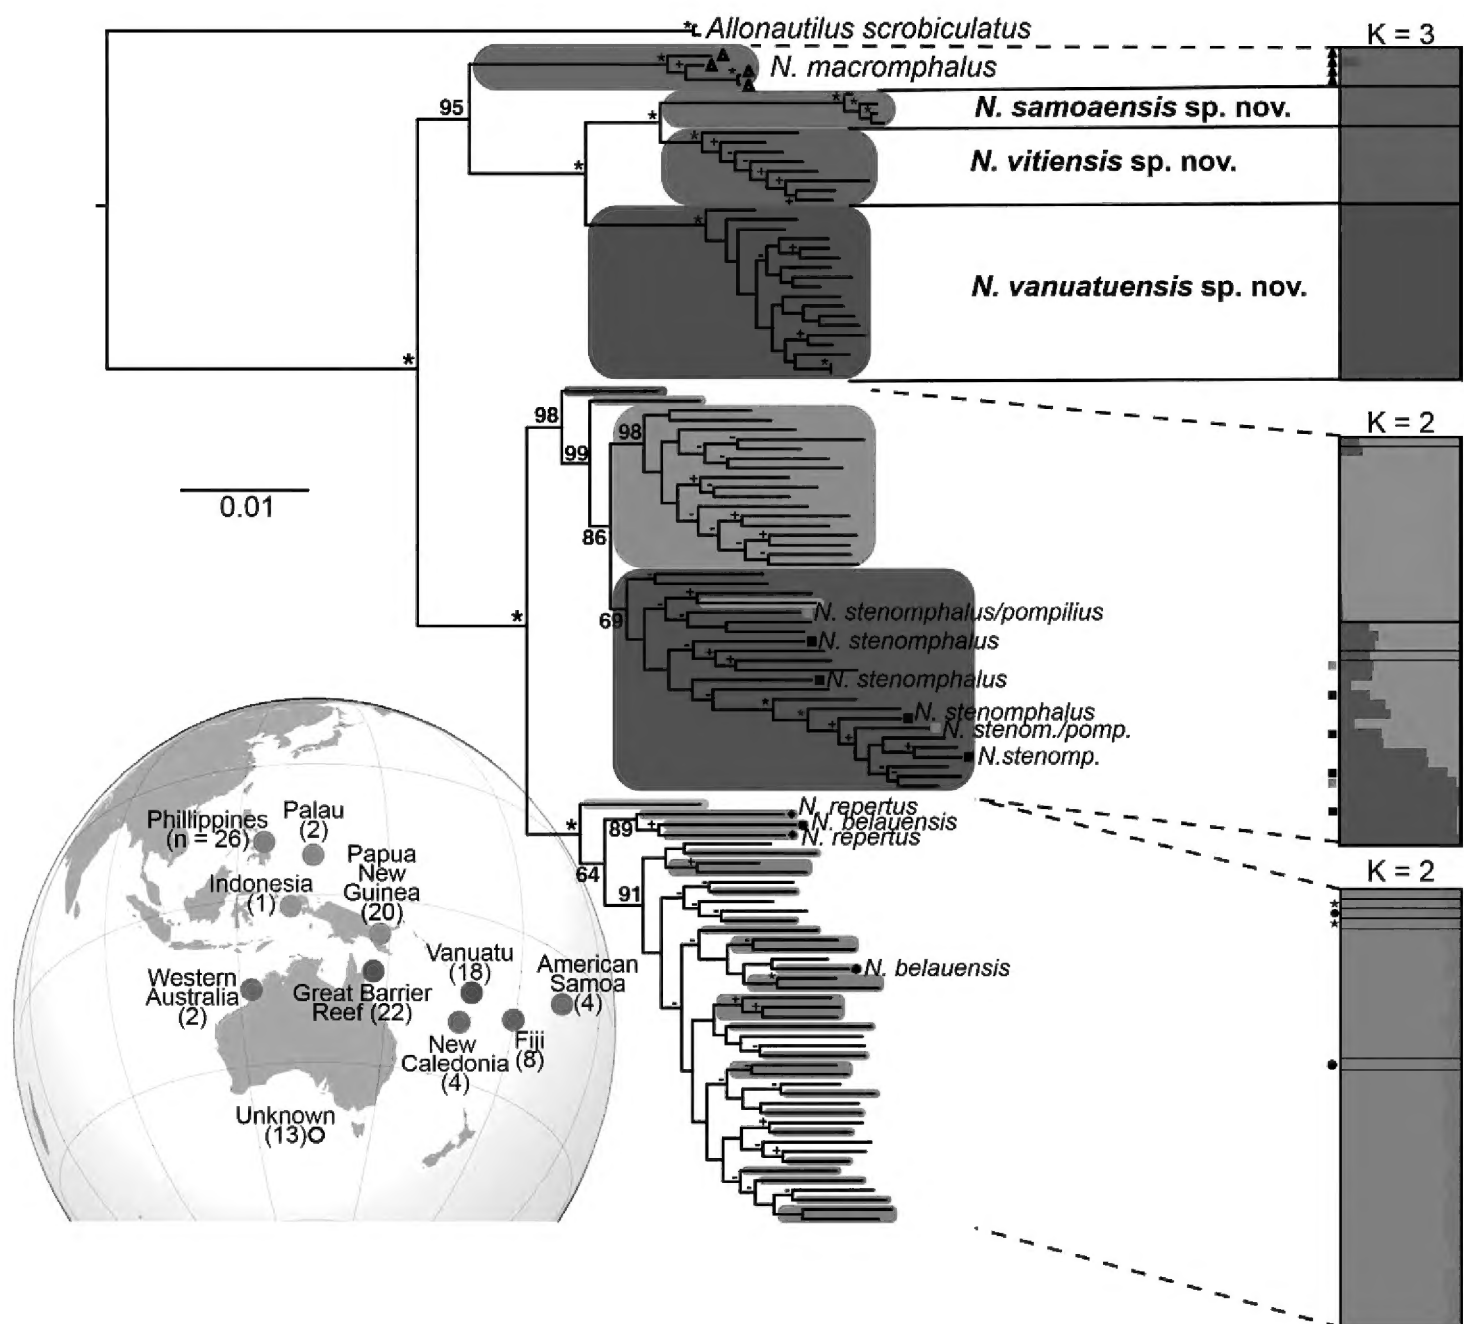 *Allonautilus scrobiculatus
K = 3
N. macromphalus
95
N. samoaensis sp. nov.
N. vitiensis sp. nov.
N. vanuatuensis sp. nov.
K = 2
98
98
99
0.01
86
69
N. stenomphalus/pompilius
N. stenomphalus
N. stenomphalus
N. stenomphalus
N. stenom./pomp.
N.stenomp.
N. repertus
N. belauensis
N. repertus
89
64
91
N. belauensis
K = 2
Phillippines
(n = 26)
Palau
(2)
Papua
New
Guinea
(20)
Indonesia
(1)
Vanuatu
(18)
American
Samoa
(4)
Western
Australia
(2)
Great Barrier
Reef (22)
New
Caledonia
(4)
Fiji
(8)
Unknown
(13)